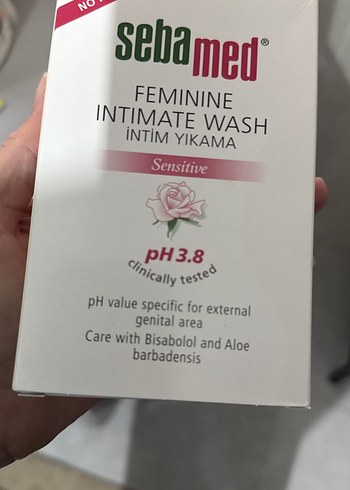 NO
sebamed®
FEMININE
INTIMATE WASH
İNTİM YIKAMA
Sensitive
pH 3.8
clinically tested
pH value specific for external
genital area
Care with Bisabolol and Aloe
barbadensis